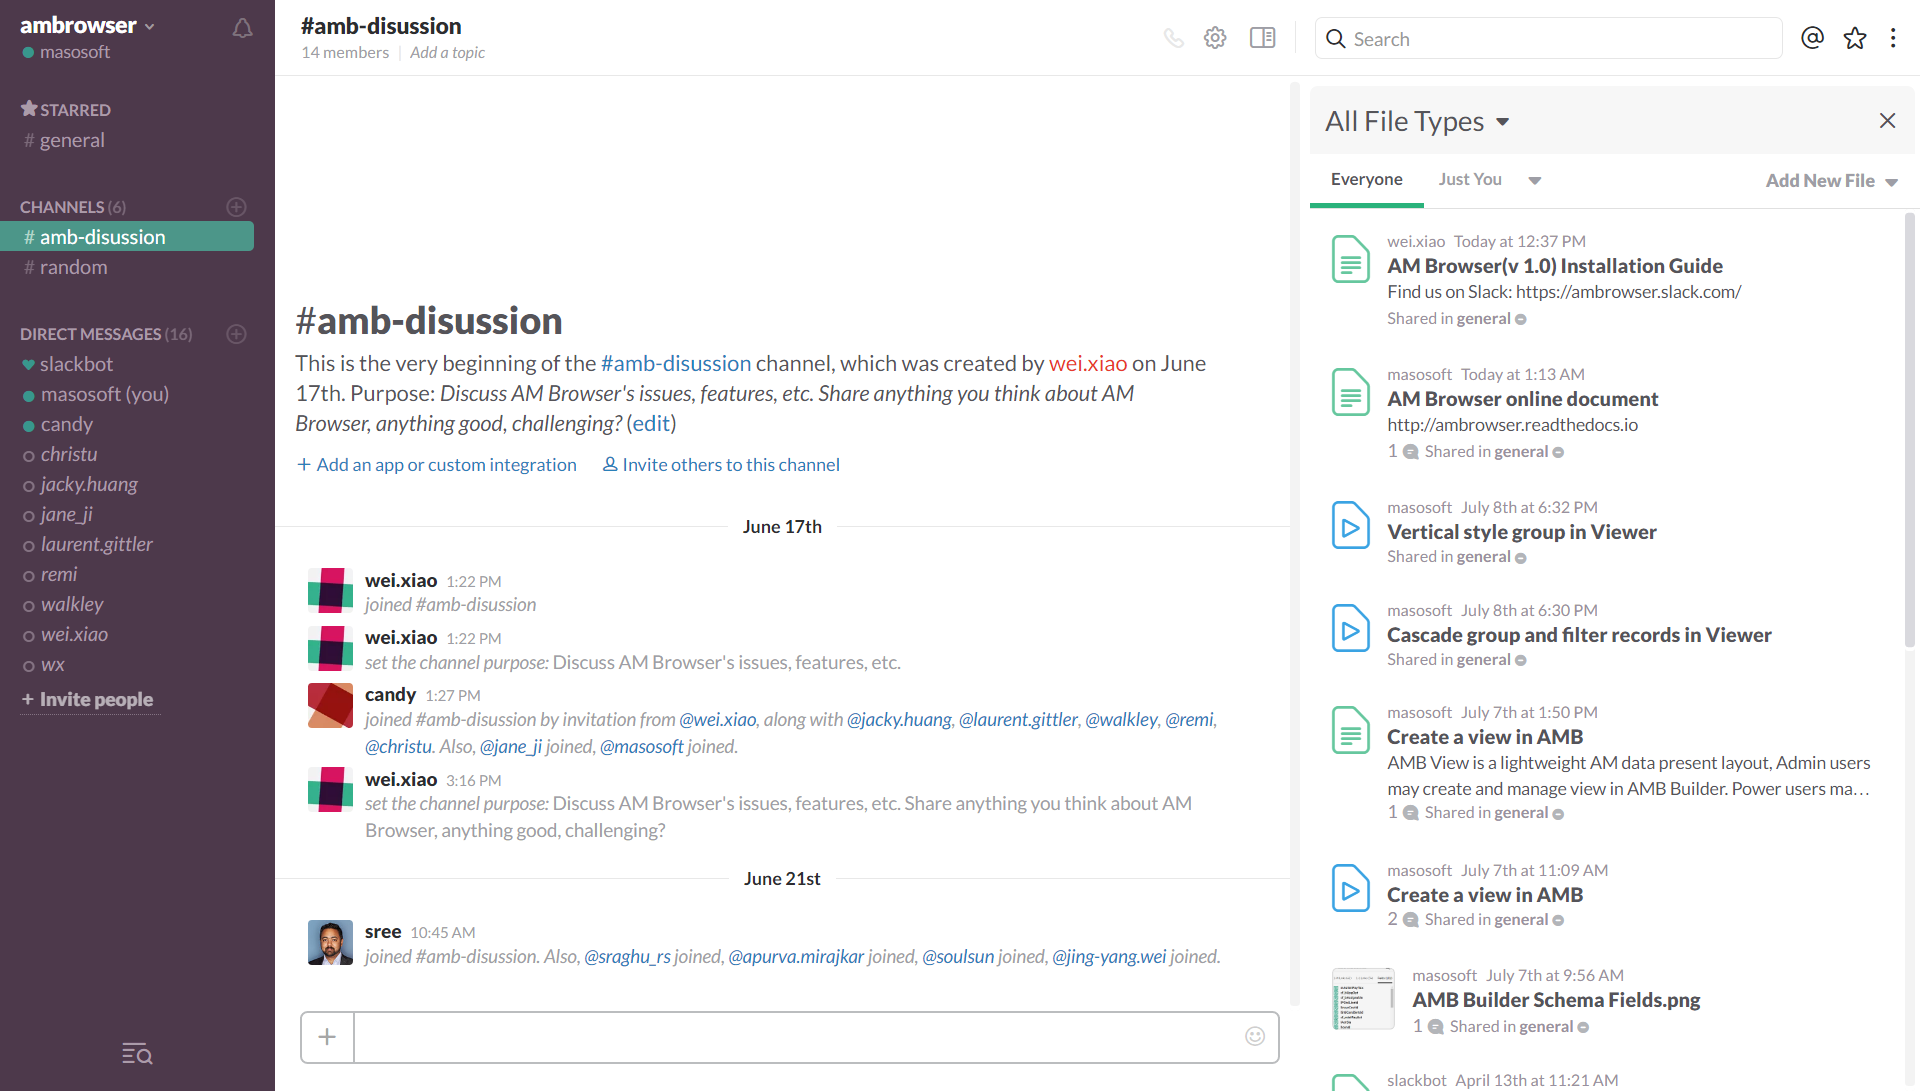 ambrowser
masosoft
STARRED
# general
CHANNELS (6)
# amb-disussion
# random
DIRECT MESSAGES (16)
slackbot
masosoft (you)
candy
christu
jacky.huang
jane_ji
laurent.gittler
remi
walkley
wei.xiao
wx
+ Invite people
#amb-disussion
14 members | Add a topic
Search
#amb-disussion
This is the very beginning of the #amb-disussion channel, which was created by wei.xiao on June
17th. Purpose: Discuss AM Browser's issues, features, etc. Share anything you think about AM
Browser, anything good, challenging? (edit)
+ Add an app or custom integration Invite others to this channel
June 17th
wei.xiao 1:22 PM
joined #amb-disussion
wei.xiao 1:22 PM
set the channel purpose: Discuss AM Browser's issues, features, etc.
candy 1:27 PM
joined #amb-disussion by invitation from @wei.xiao, along with @jacky.huang, @laurent.gittler, @walkley, @remi,
@christu. Also, @jane_ji joined, @masosoft joined.
wei.xiao 3:16 PM
set the channel purpose: Discuss AM Browser's issues, features, etc. Share anything you think about AM
Browser, anything good, challenging?
June 21st
sree 10:45 AM
joined #amb-disussion. Also, @sraghu_rs joined, @apurva.mirajkar joined, @soulsun joined, @jing-yang.wei joined.
All File Types
Everyone Just You Add New File
wei.xiao Today at 12:37 PM
AM Browser(v 1.0) Installation Guide
Find us on Slack: https://ambrowser.slack.com/
Shared in general
masosoft Today at 1:13 AM
AM Browser online document
http://ambrowser.readthedocs.io
1 Shared in general
masosoft July 8th at 6:32 PM
Vertical style group in Viewer
Shared in general
masosoft July 8th at 6:30 PM
Cascade group and filter records in Viewer
Shared in general
masosoft July 7th at 1:50 PM
Create a view in AMB
AMB View is a lightweight AM data present layout, Admin users
may create and manage view in AMB Builder. Power users ma…
1 Shared in general
masosoft July 7th at 11:09 AM
Create a view in AMB
2 Shared in general
masosoft July 7th at 9:56 AM
AMB Builder Schema Fields.png
1 Shared in general
slackbot April 13th at 11:21 AM